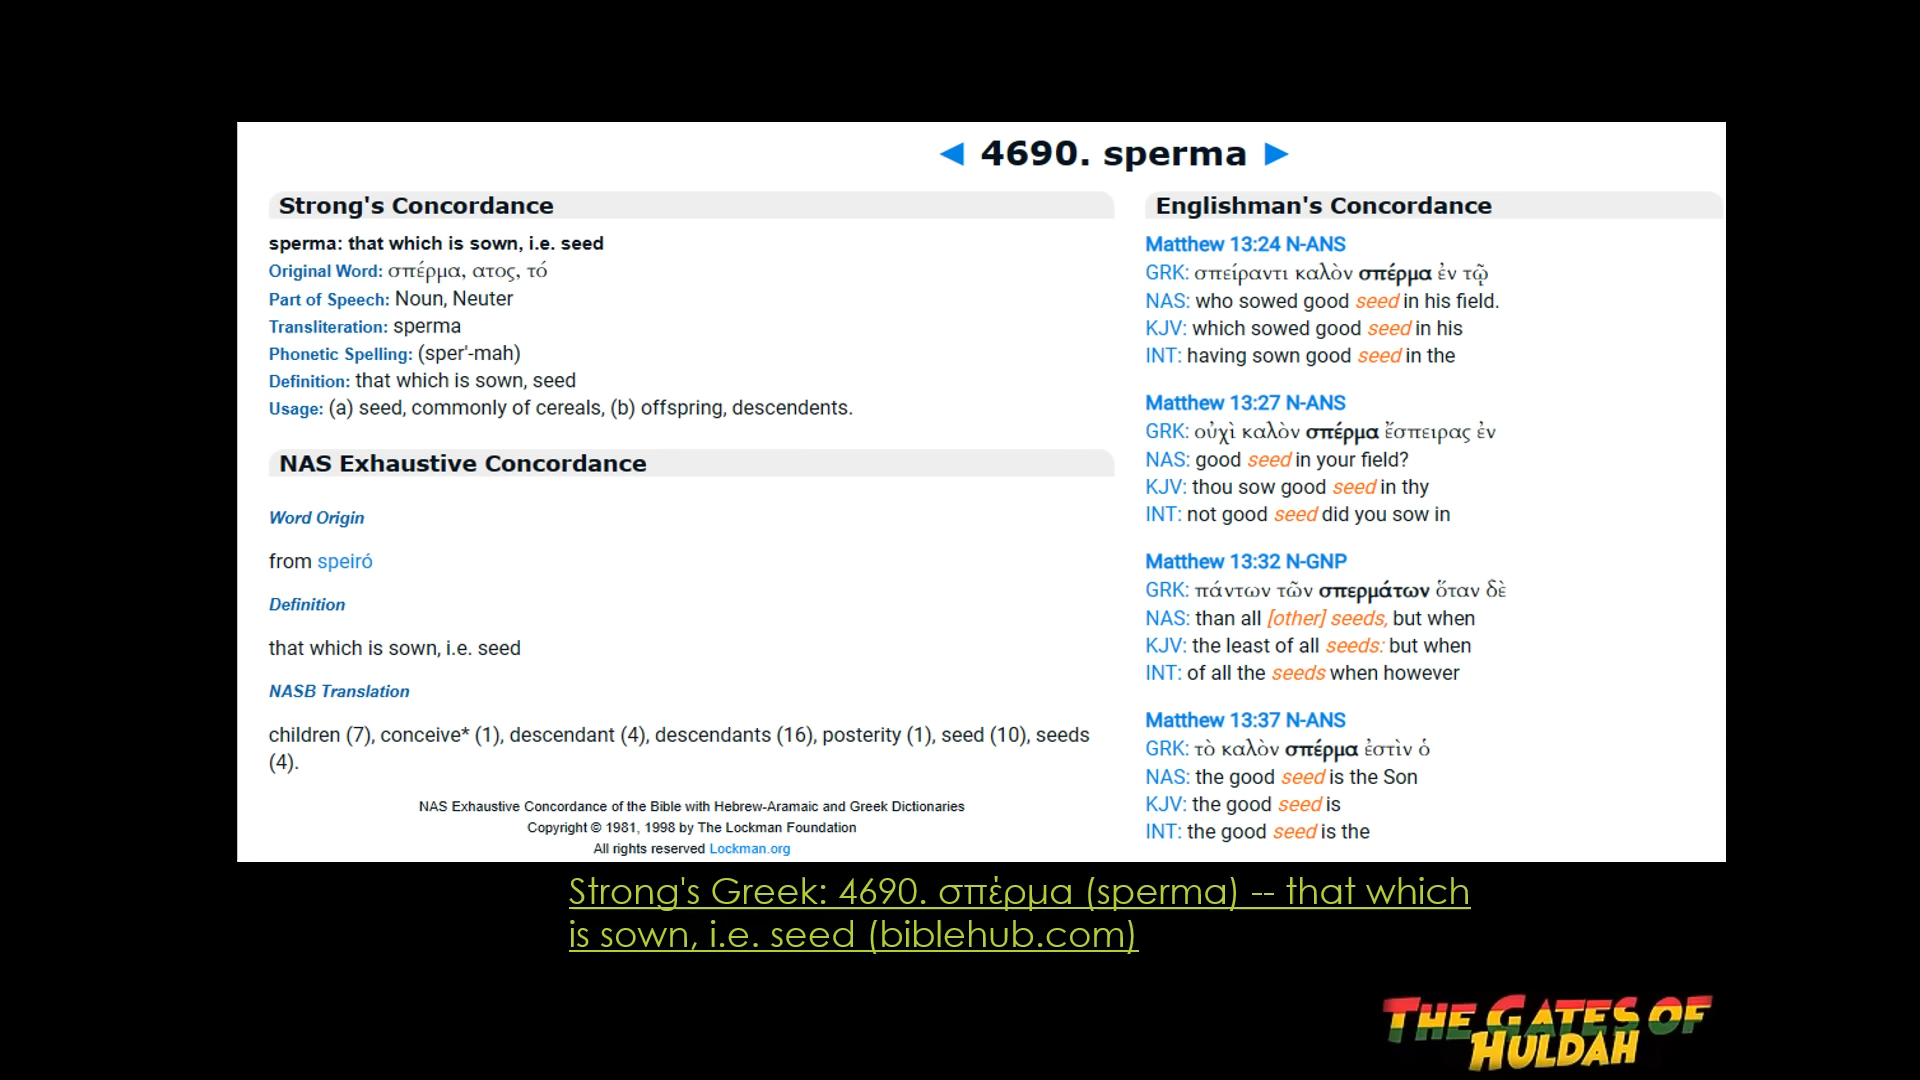 ◄ 4690. sperma ►
Strong's Concordance
sperma: that which is sown, i.e. seed
Original Word: σπέρμα, ατος, τό
Part of Speech: Noun, Neuter
Transliteration: sperma
Phonetic Spelling: (sper'-mah)
Definition: that which is sown, seed
Usage: (a) seed, commonly of cereals, (b) offspring, descendents.
NAS Exhaustive Concordance
Word Origin
from speiró
Definition
that which is sown, i.e. seed
NASB Translation
children (7), conceive* (1), descendant (4), descendants (16), posterity (1), seed (10), seeds
(4).
NAS Exhaustive Concordance of the Bible with Hebrew-Aramaic and Greek Dictionaries
Copyright © 1981, 1998 by The Lockman Foundation
All rights reserved Lockman.org
Englishman's Concordance
Matthew 13:24 N-ANS
GRK: σπείραντι καλὸν σπέρμα ἐν τῷ
NAS: who sowed good seed in his field.
KJV: which sowed good seed in his
INT: having sown good seed in the
Matthew 13:27 N-ANS
GRK: οὐχὶ καλὸν σπέρμα ἔσπειρας ἐν
NAS: good seed in your field?
KJV: thou sow good seed in thy
INT: not good seed did you sow in
Matthew 13:32 N-GNP
GRK: πάντων τῶν σπερμάτων ὅταν δὲ
NAS: than all [other] seeds, but when
KJV: the least of all seeds: but when
INT: of all the seeds when however
Matthew 13:37 N-ANS
GRK: τὸ καλὸν σπέρμα ἐστὶν ὁ
NAS: the good seed is the Son
KJV: the good seed is
INT: the good seed is the
Strong's Greek: 4690. σπέρμα (sperma) -- that which
is sown, i.e. seed (biblehub.com)
THE GATES OF
HULDAH